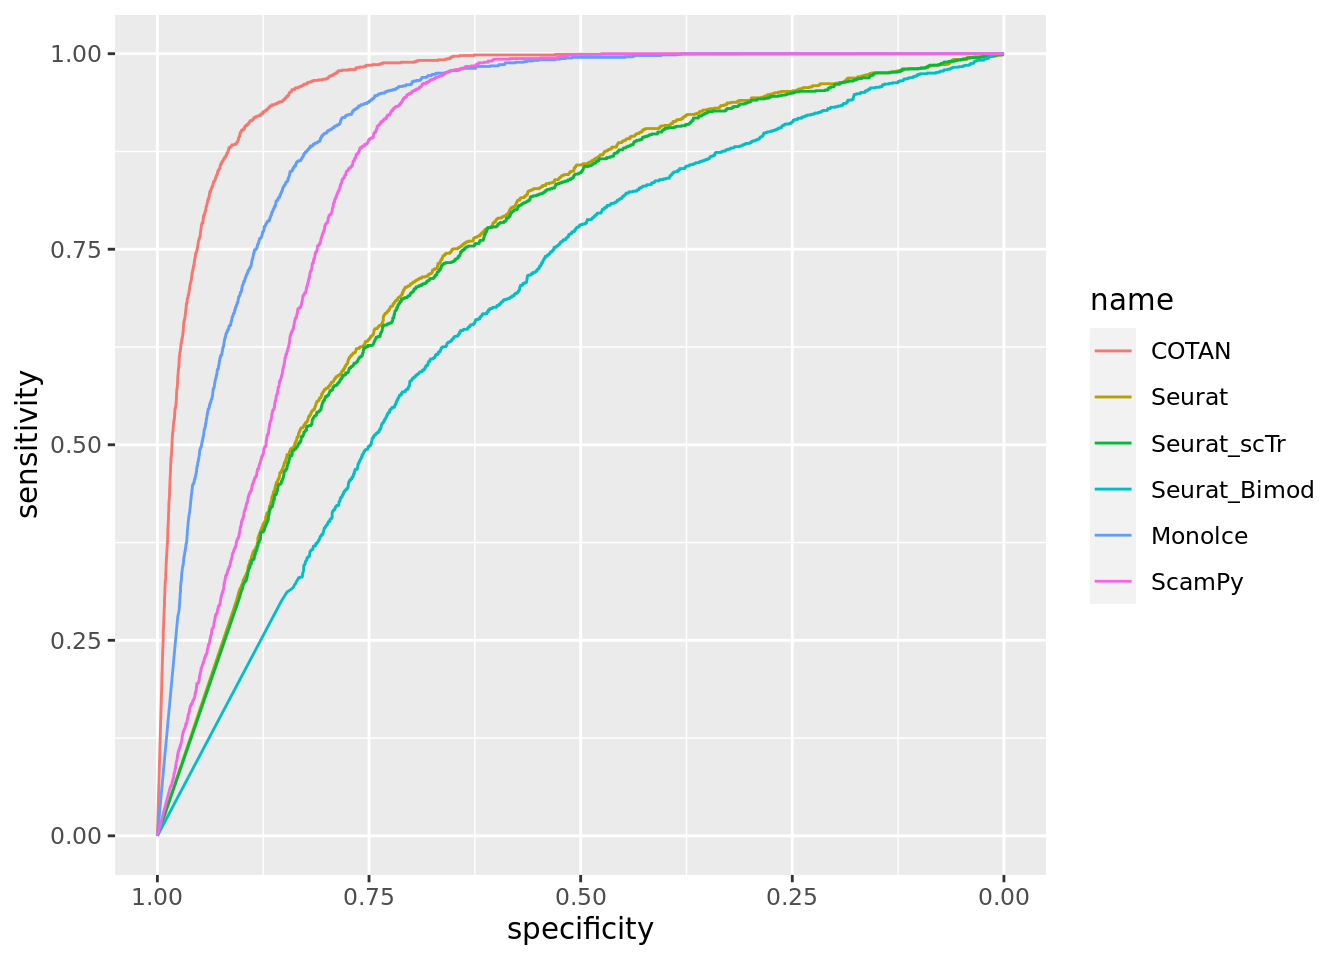 1.00
0.75
0.50
0.25
0.00
sensitivity
1.00 0.75 0.50 0.25 0.00
specificity
name
COTAN
Seurat
Seurat_scTr
Seurat_Bimod
MonoIce
ScamPy